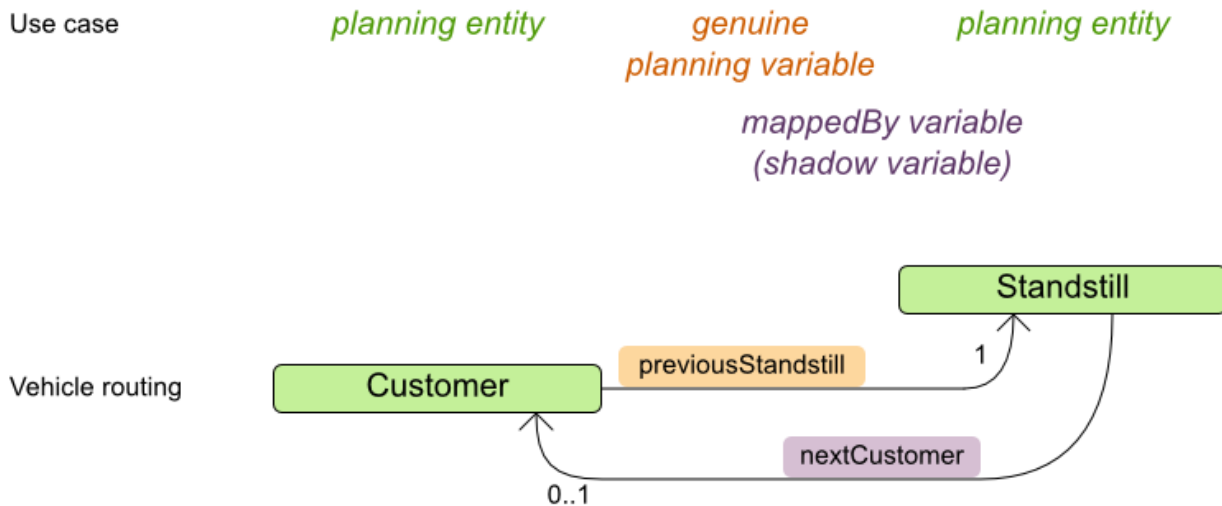 Use case
planning entity
genuine
planning variable
planning entity
mappedBy variable
(shadow variable)
Standstill
previousStandstill
1
Vehicle routing
Customer
nextCustomer
0..1